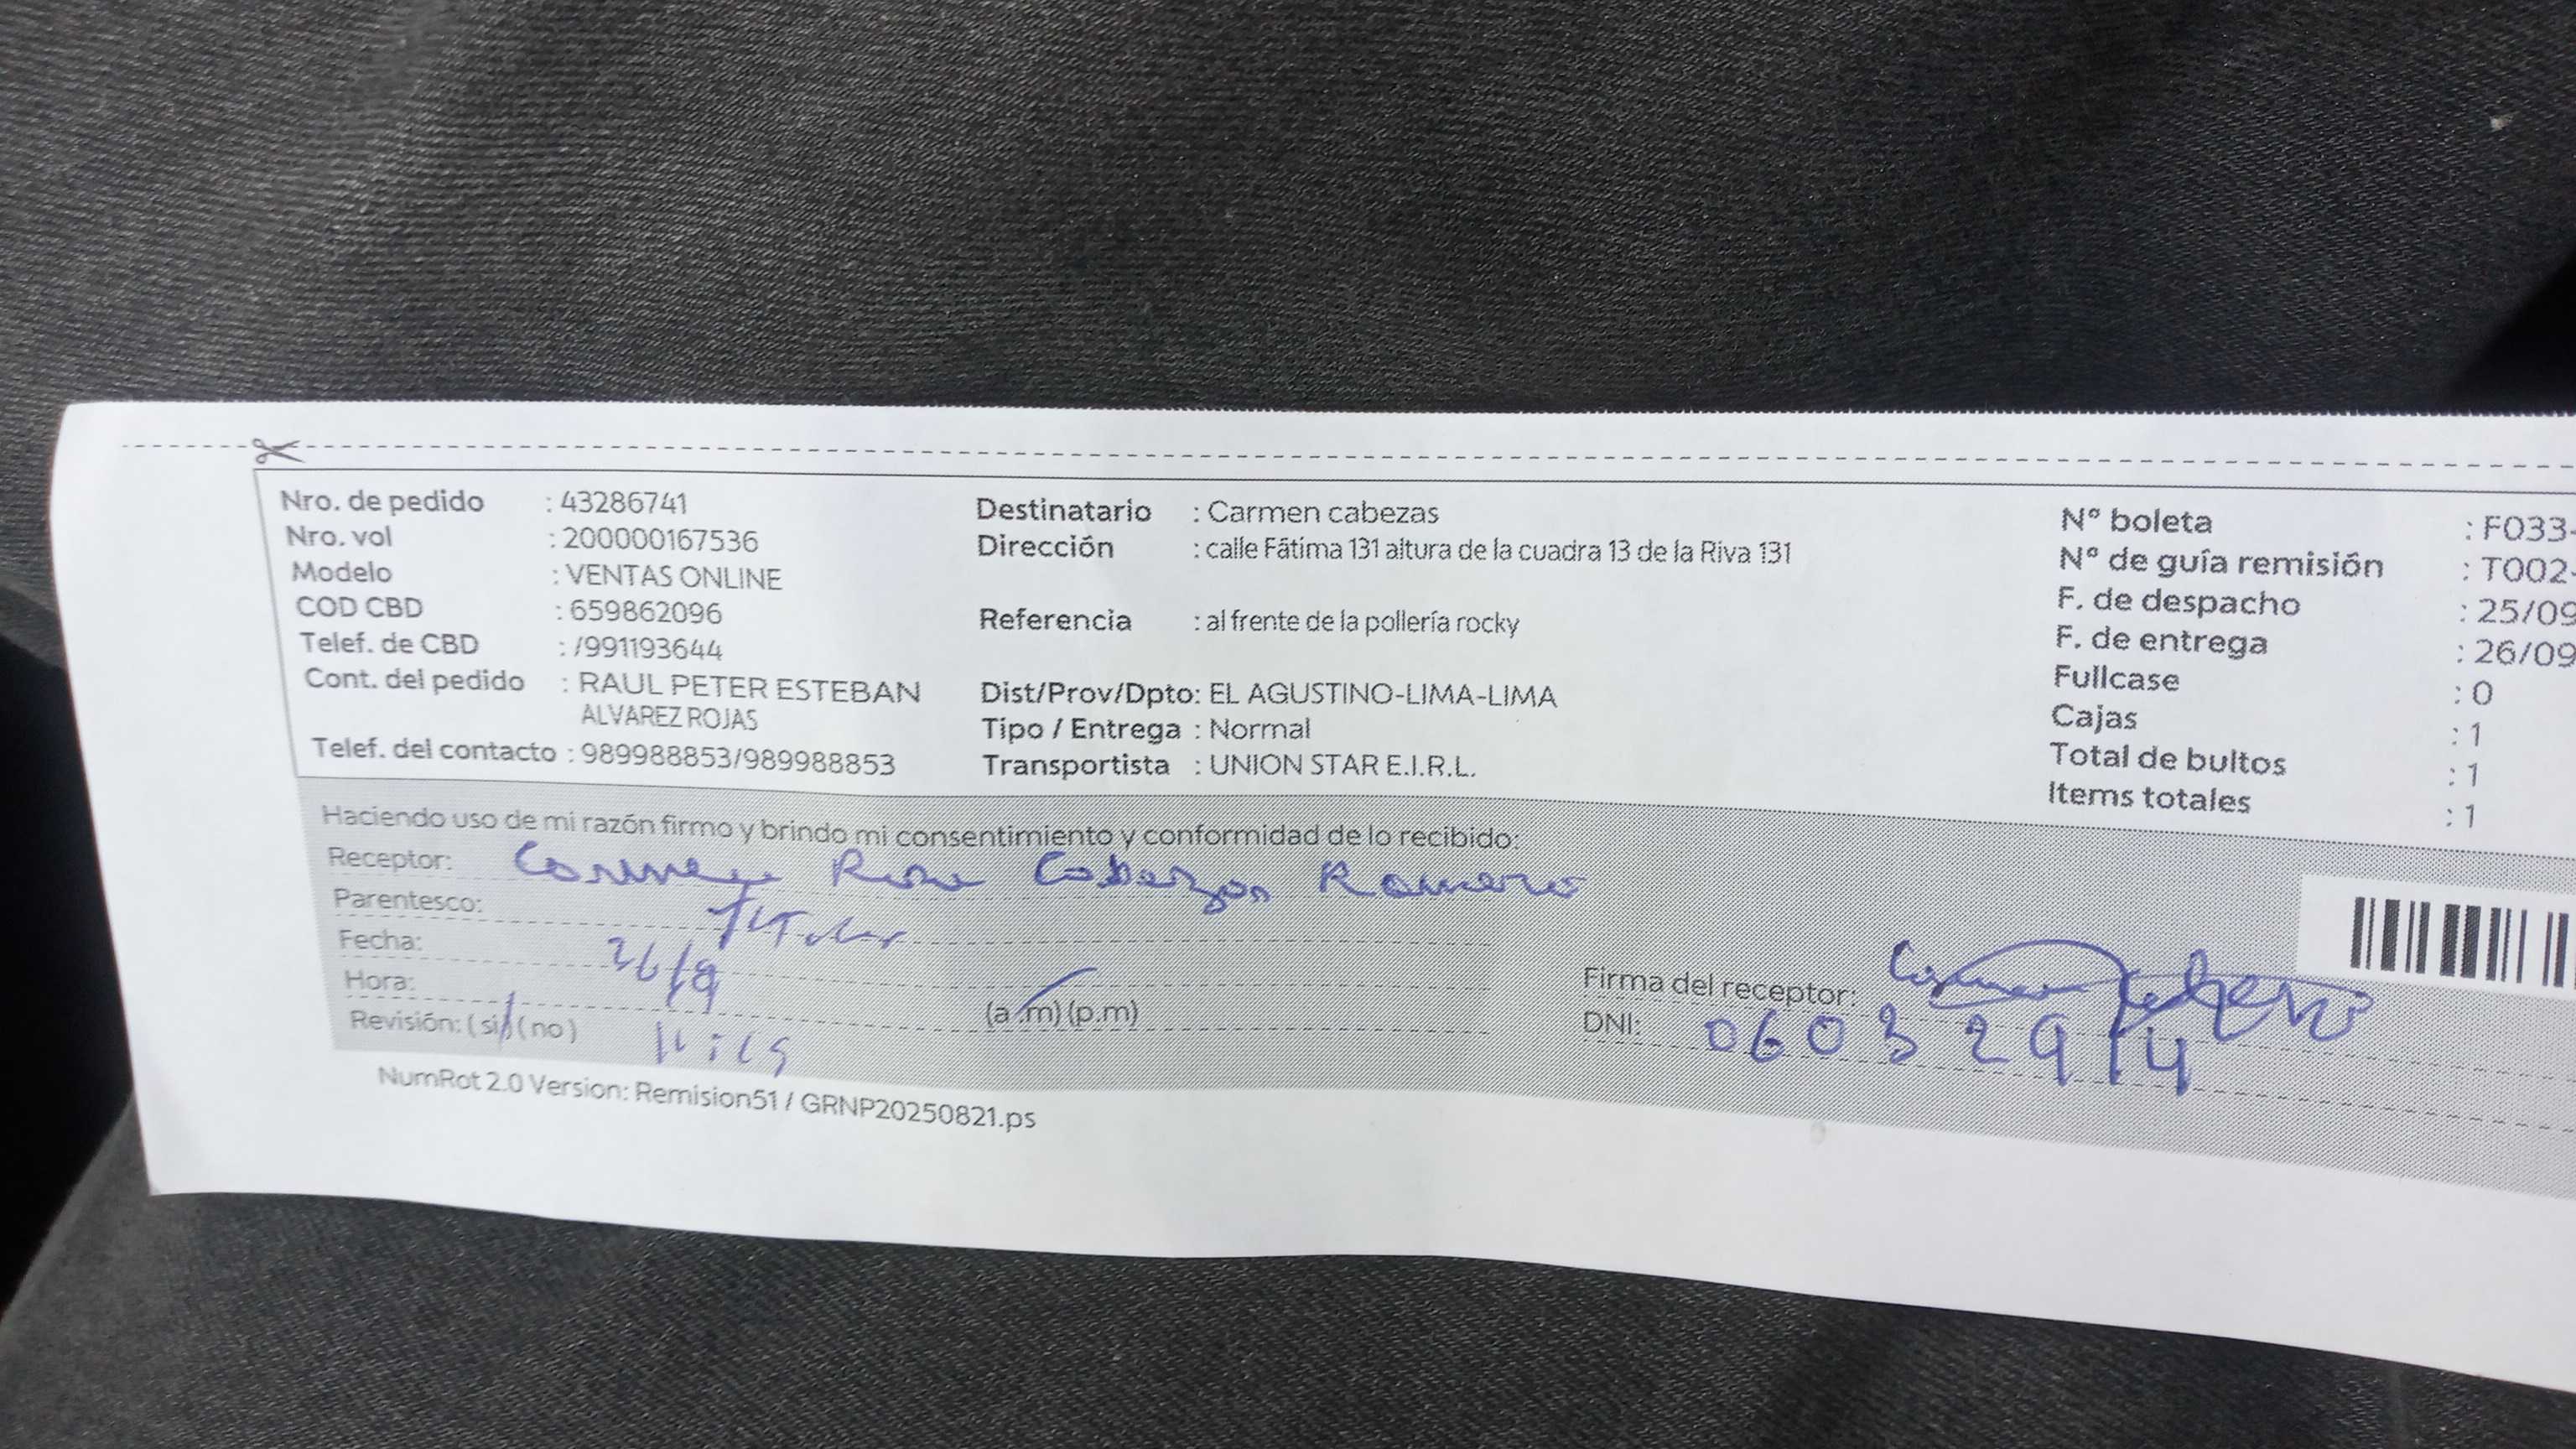 Nro. de pedido : 43286741
Nro. vol : 200000167536
Modelo : VENTAS ONLINE
COD CBD : 659862096
Telef. de CBD : /991193644
Cont. del pedido : RAUL PETER ESTEBAN
ALVAREZ ROJAS
Telef. del contacto : 989988853/989988853
Destinatario : Carmen cabezas
Dirección : calle Fátima 131 altura de la cuadra 13 de la Riva 131
Referencia : al frente de la pollería rocky
Dist/Prov/Dpto: EL AGUSTINO-LIMA-LIMA
Tipo / Entrega : Normal
Transportista : UNION STAR E.I.R.L.
N° boleta : F033-
N° de guía remisión : T002-
F. de despacho : 25/09
F. de entrega : 26/09
Fullcase : 0
Cajas : 1
Total de bultos : 1
Items totales : 1
Haciendo uso de mi razón firmo y brindo mi consentimiento y conformidad de lo recibido:
Receptor: Carmen Rosa Cabezas Romero
Parentesco: Titular
Fecha: 26/9
Hora: (a.m) (p.m)
Revisión: (si) (no)
Firma del receptor:
DNI: 06032914
NumRot 2.0 Version: Remision51 / GRNP20250821.ps